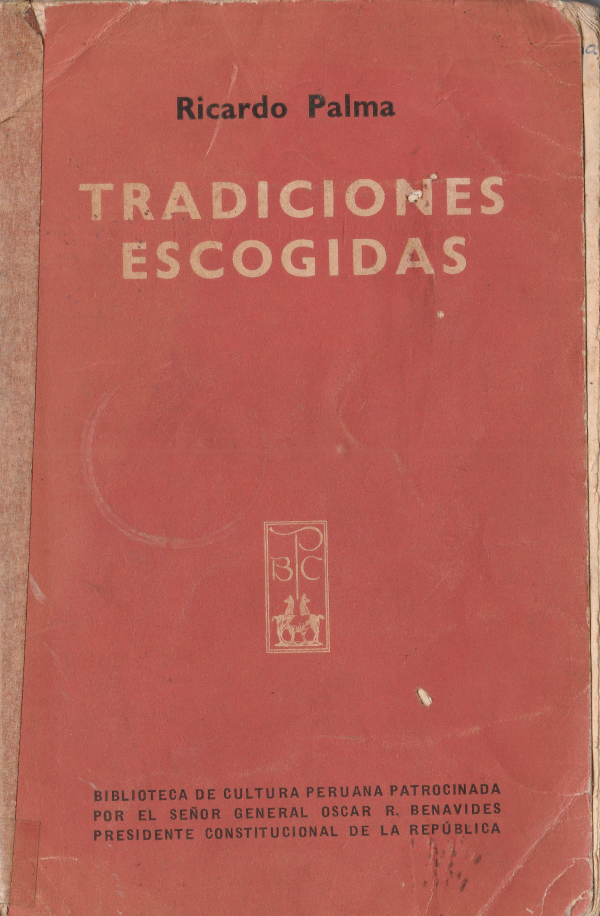 Ricardo Palma
TRADICIONES
ESCOGIDAS
P
B C
BIBLIOTECA DE CULTURA PERUANA PATROCINADA
POR EL SEÑOR GENERAL OSCAR R. BENAVIDES
PRESIDENTE CONSTITUCIONAL DE LA REPÚBLICA